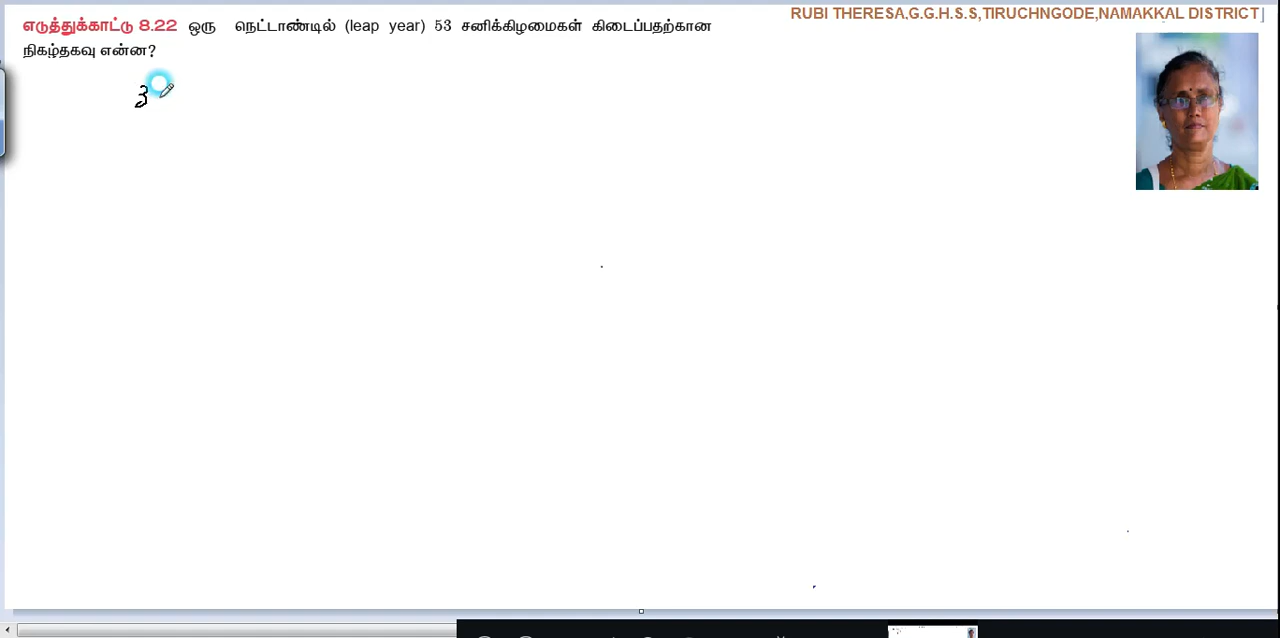 RUBI THERESA.G.G.H.S.S,TIRUCHNGODE,NAMAKKAL DISTRICT
எடுத்துக்காட்டு 8.22 ஒரு நெட்டாண்டில் (leap year) 53 சனிக்கிழமைகள் கிடைப்பதற்கான
நிகழ்தகவு என்ன?
3